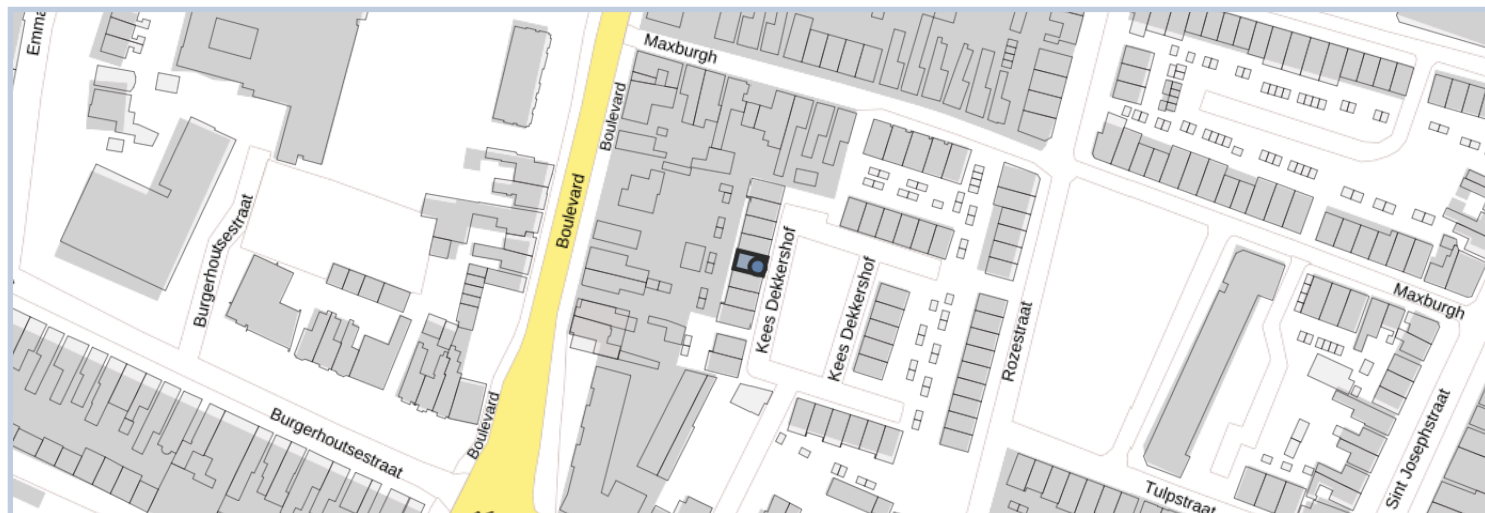 Emma
Maxburgh
Boulevard
Boulevard
Burgerhoutsestraat
Kees Dekkershof
Kees Dekkershof
Maxburgh
Rozestraat
Boulevard
Burgerhoutsestraat
Sint Josephstraat
Tulpstraat